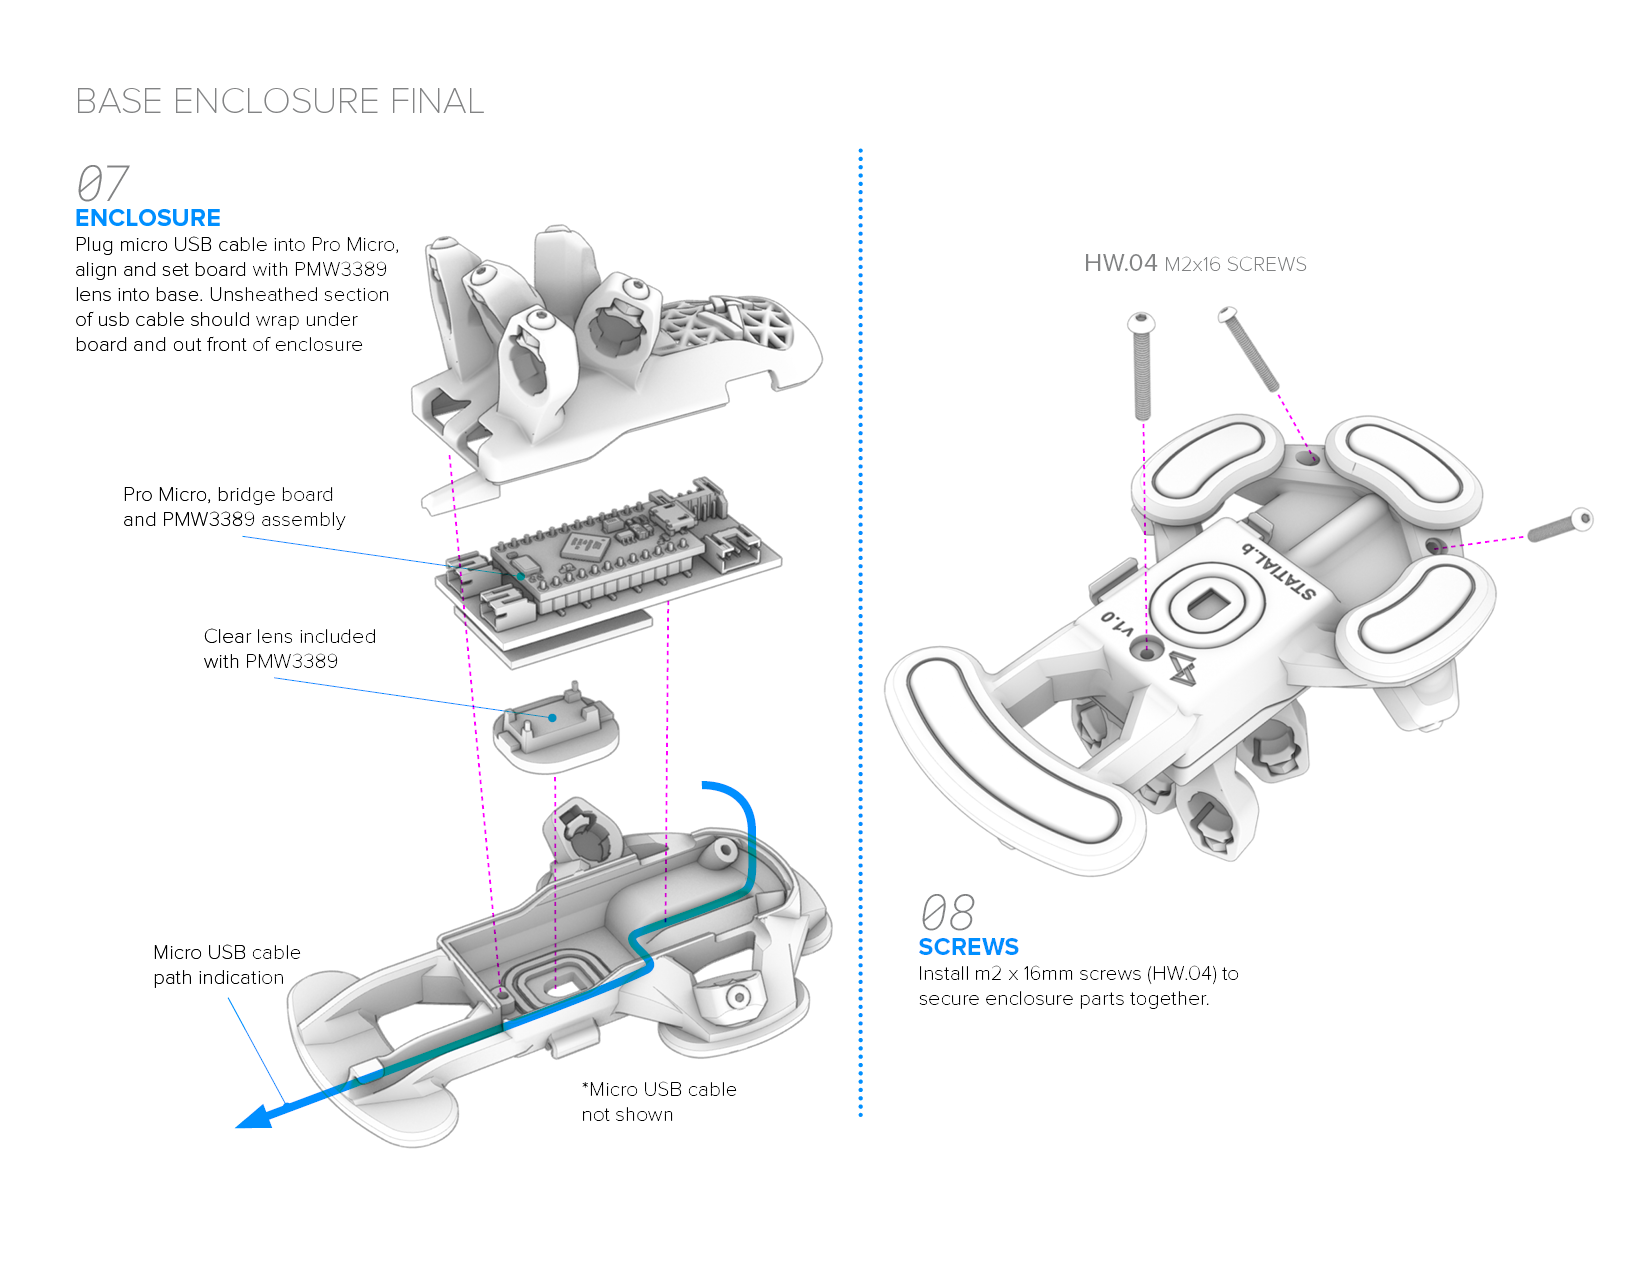 BASE ENCLOSURE FINAL
07
ENCLOSURE
Plug micro USB cable into Pro Micro,
align and set board with PMW3389
lens into base. Unsheathed section
of usb cable should wrap under
board and out front of enclosure
Pro Micro, bridge board
and PMW3389 assembly
Clear lens included
with PMW3389
Micro USB cable
path indication
*Micro USB cable
not shown
HW.04 M2x16 SCREWS
STATIAL.b
v1.0
08
SCREWS
Install m2 x 16mm screws (HW.04) to
secure enclosure parts together.